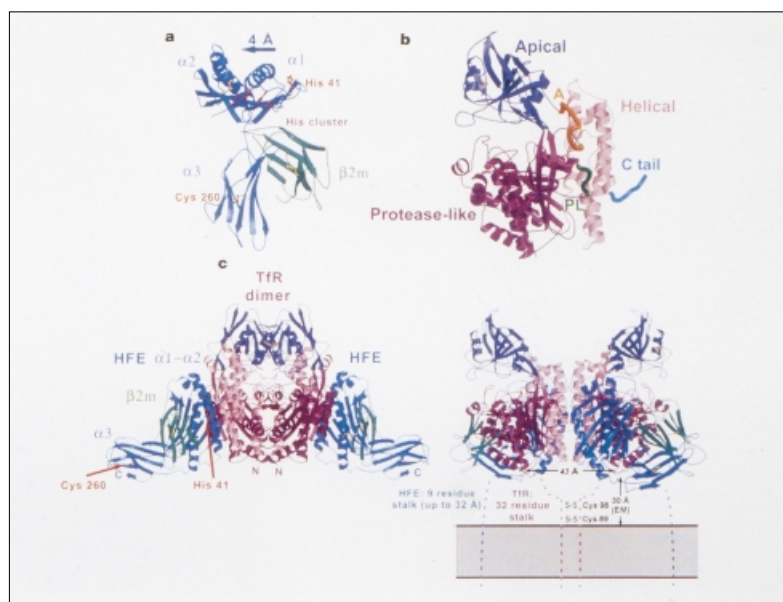 a
4 Å
α2
α1
His 41
His cluster
α3
β2m
Cys 260
b
Apical
A
Helical
C tail
PL
Protease-like
c
TfR
dimer
HFE α1–α2
HFE
β2m
α3
C
N N
C
Cys 260
His 41
42 Å
HFE: 9 residue
stalk (up to 32 Å)
TfR:
32 residue
stalk
S-S Cys 98
S-S Cys 89
30 Å
(EM)